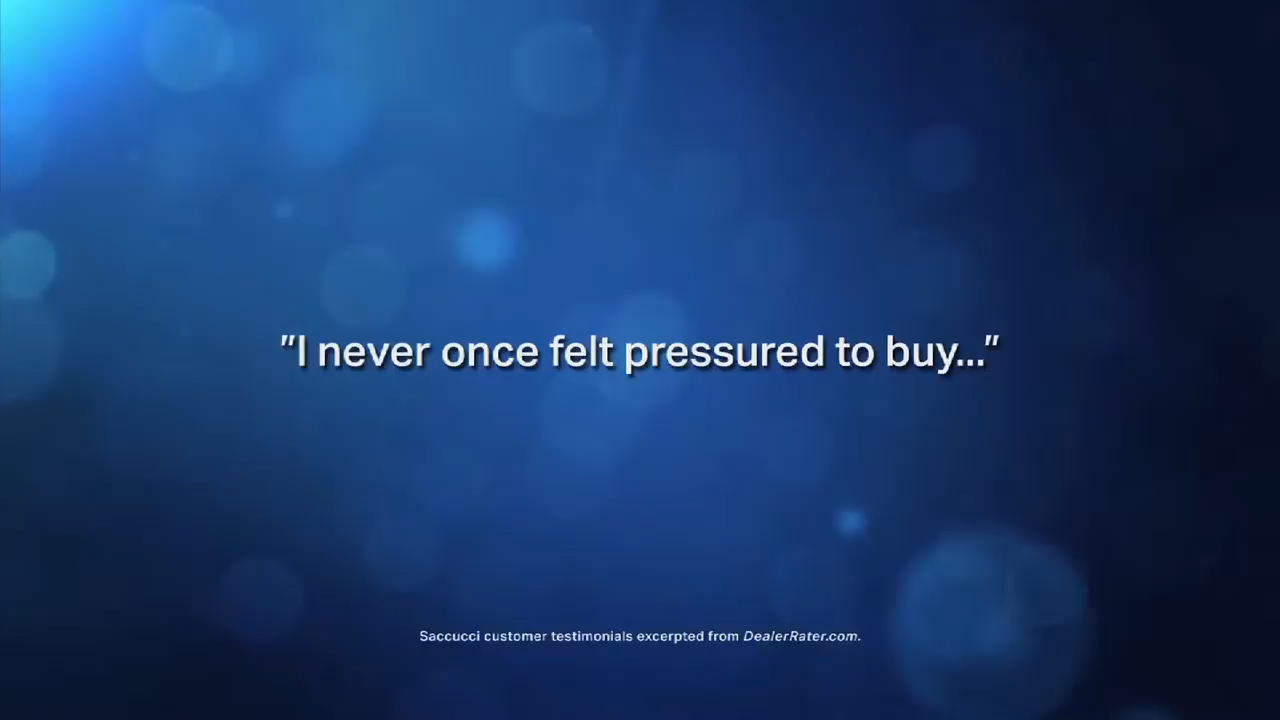 "I never once felt pressured to buy..."
Saccucci customer testimonials excerpted from DealerRater.com.